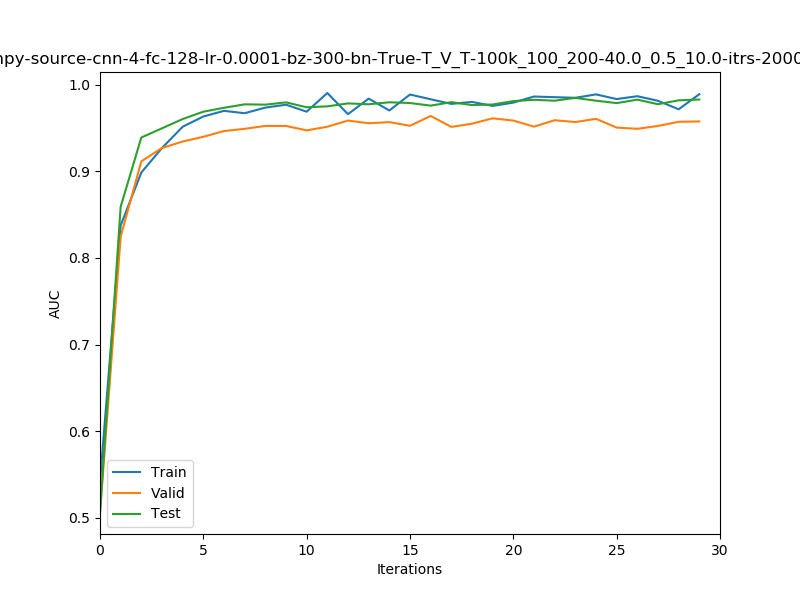 npy-source-cnn-4-fc-128-lr-0.0001-bz-300-bn-True-T_V_T-100k_100_200-40.0_0.5_10.0-itrs-2000
1.0
0.9
0.8
0.7
0.6
0.5
AUC
Train
Valid
Test
0 5 10 15 20 25 30
Iterations